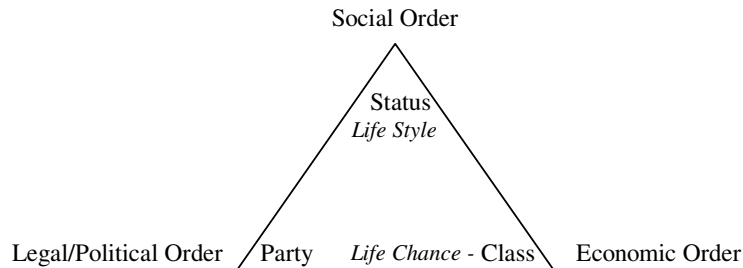 Social Order
Status
Life Style
Legal/Political Order Party Life Chance - Class Economic Order